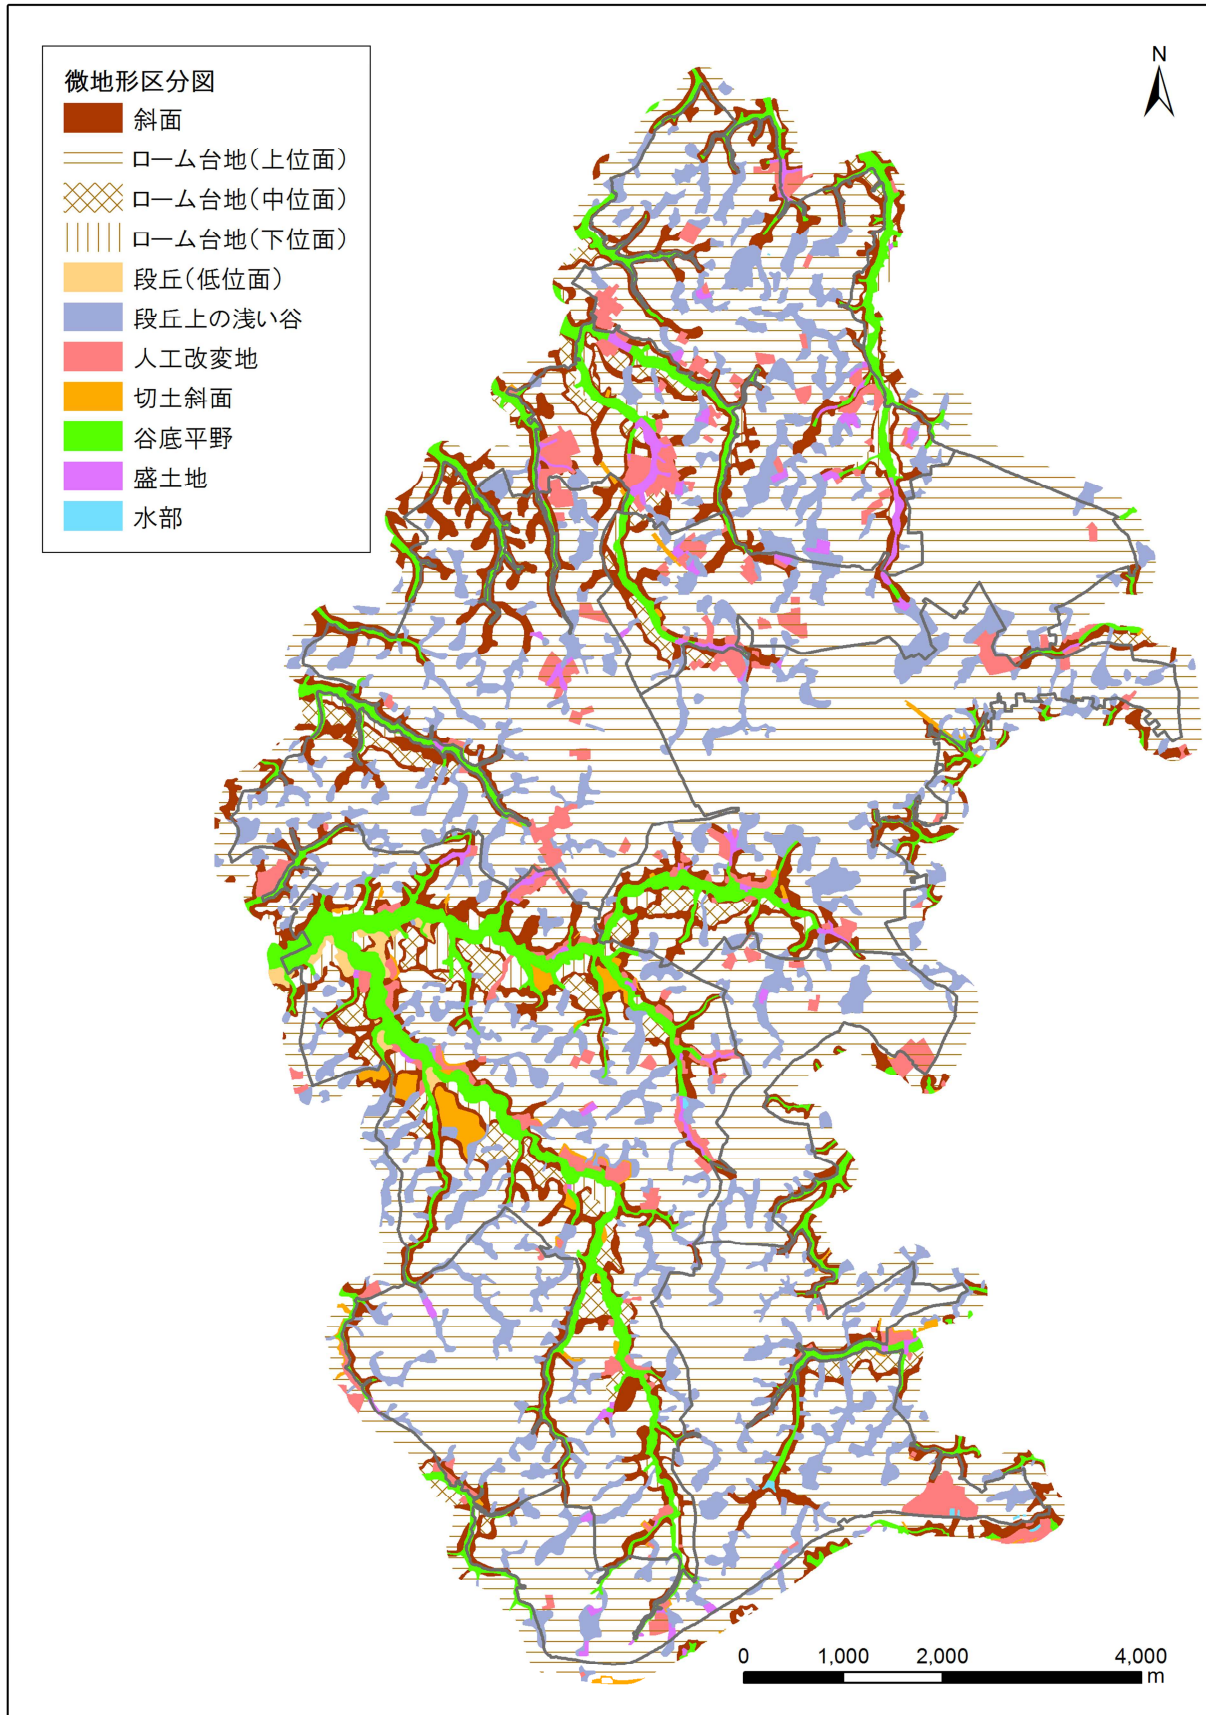 微地形区分図
斜面
ローム台地(上位面)
ローム台地(中位面)
ローム台地(下位面)
段丘(低位面)
段丘上の浅い谷
人工改変地
切土斜面
谷底平野
盛土地
水部
N
0 1,000 2,000 4,000
m